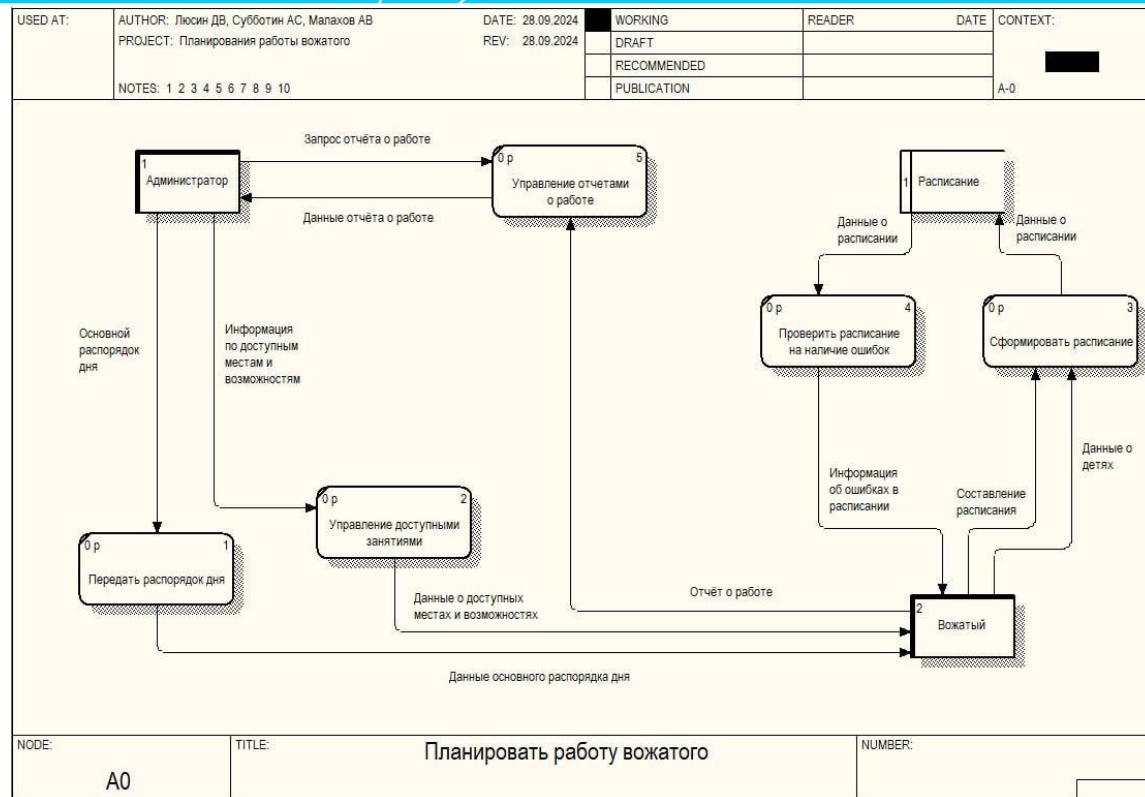 USED AT:
AUTHOR: Люсин ДВ, Субботин АС, Малахов АВ
DATE: 28.09.2024
PROJECT: Планирования работы вожатого
REV: 28.09.2024
NOTES: 1 2 3 4 5 6 7 8 9 10
WORKING
DRAFT
RECOMMENDED
PUBLICATION
READER
DATE
CONTEXT:
A-0
Запрос отчёта о работе
1
Администратор
0 р
5
Управление отчетами
о работе
Данные отчёта о работе
1
Расписание
Данные о
расписании
Данные о
расписании
Основной
распорядок
дня
Информация
по доступным
местам и
возможностям
0 р
4
Проверить расписание
на наличие ошибок
0 р
3
Сформировать расписание
Информация
об ошибках в
расписании
Составление
расписания
Данные о
детях
0 р
2
Управление доступными
занятиями
0 р
1
Передать распорядок дня
Данные о доступных
местах и возможностях
Отчёт о работе
2
Вожатый
Данные основного распорядка дня
NODE:
A0
TITLE:
Планировать работу вожатого
NUMBER: